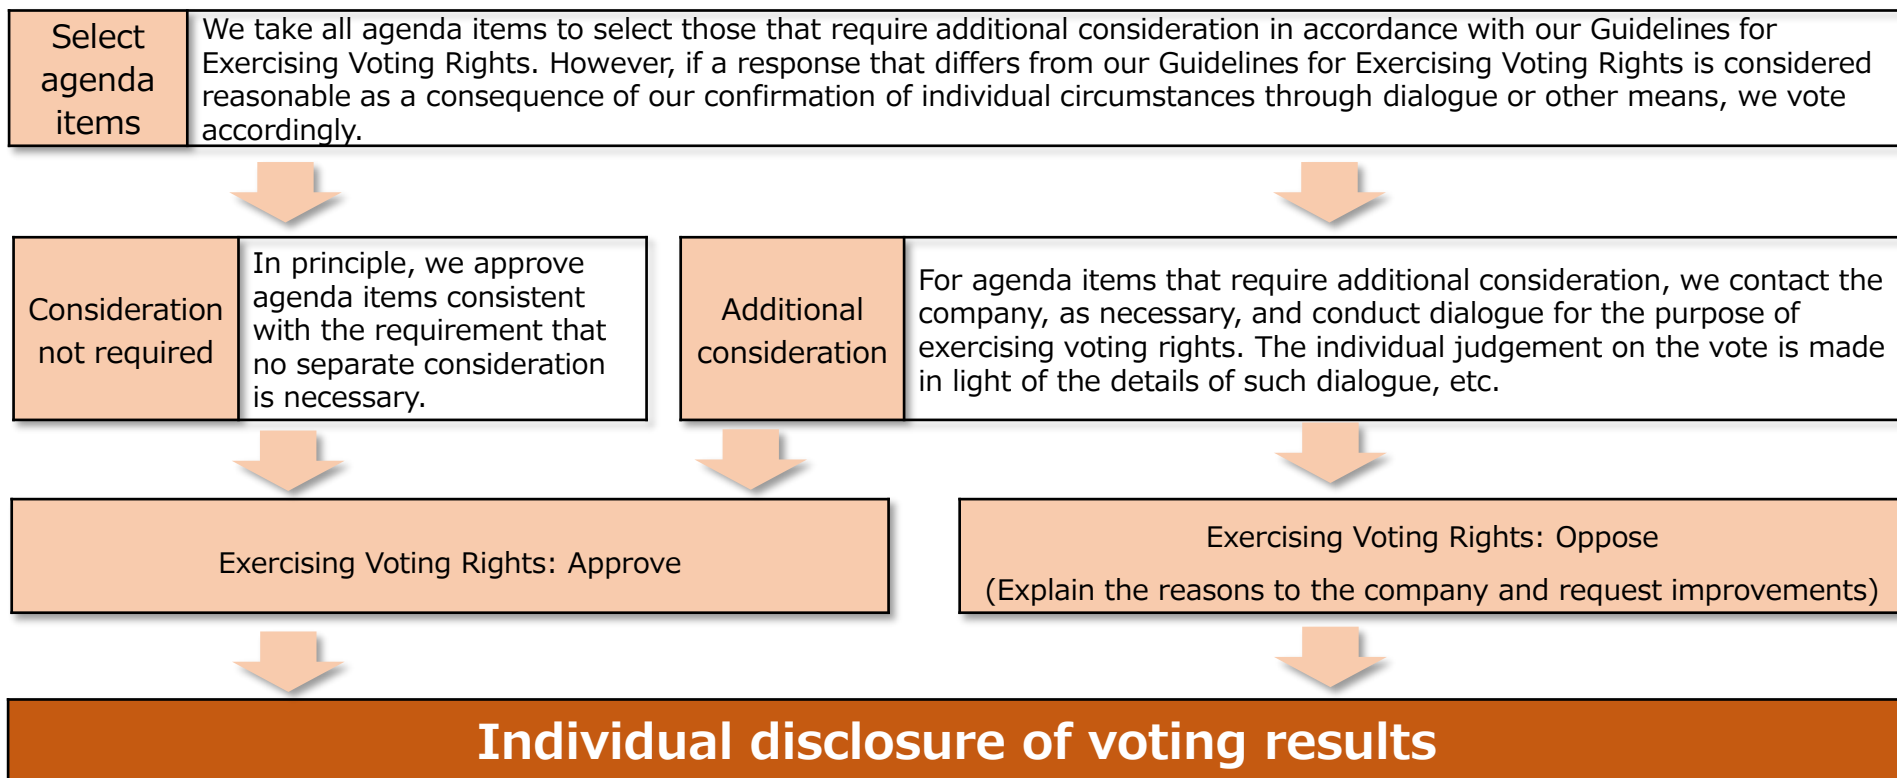 Select
agenda
items
We take all agenda items to select those that require additional consideration in accordance with our Guidelines for
Exercising Voting Rights. However, if a response that differs from our Guidelines for Exercising Voting Rights is considered
reasonable as a consequence of our confirmation of individual circumstances through dialogue or other means, we vote
accordingly.
Consideration
not required
In principle, we approve
agenda items consistent
with the requirement that
no separate consideration
is necessary.
Additional
consideration
For agenda items that require additional consideration, we contact the
company, as necessary, and conduct dialogue for the purpose of
exercising voting rights. The individual judgement on the vote is made
in light of the details of such dialogue, etc.
Exercising Voting Rights: Approve
Exercising Voting Rights: Oppose
(Explain the reasons to the company and request improvements)
Individual disclosure of voting results